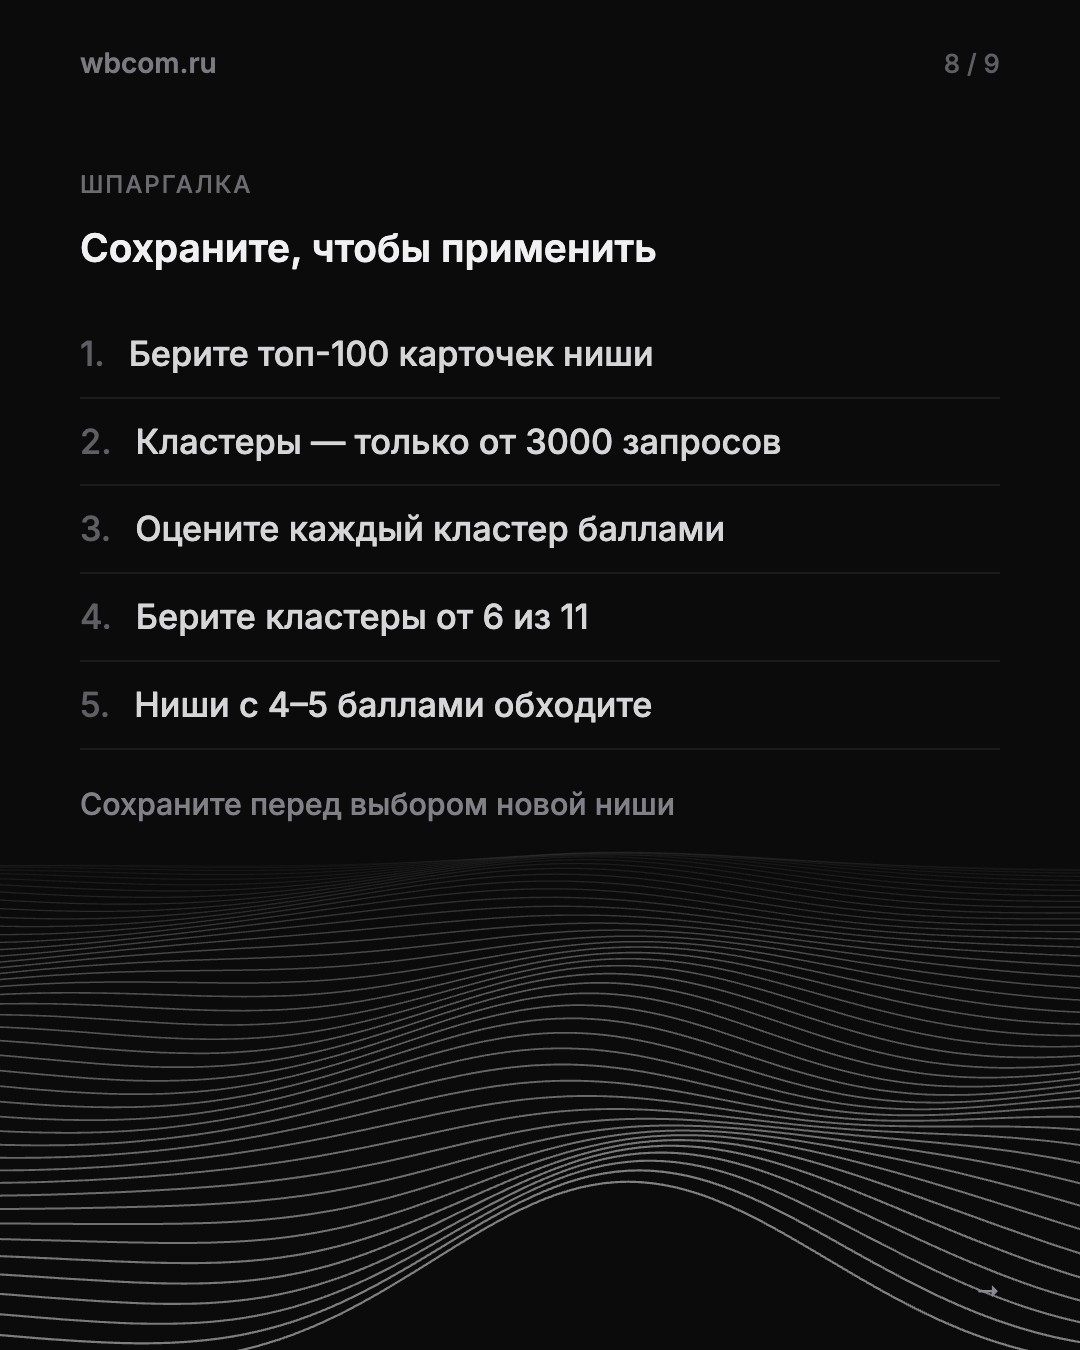 wbcom.ru
8 / 9
ШПАРГАЛКА
Сохраните, чтобы применить
1. Берите топ-100 карточек ниши
2. Кластеры — только от 3000 запросов
3. Оцените каждый кластер баллами
4. Берите кластеры от 6 из 11
5. Ниши с 4–5 баллами обходите
Сохраните перед выбором новой ниши
→